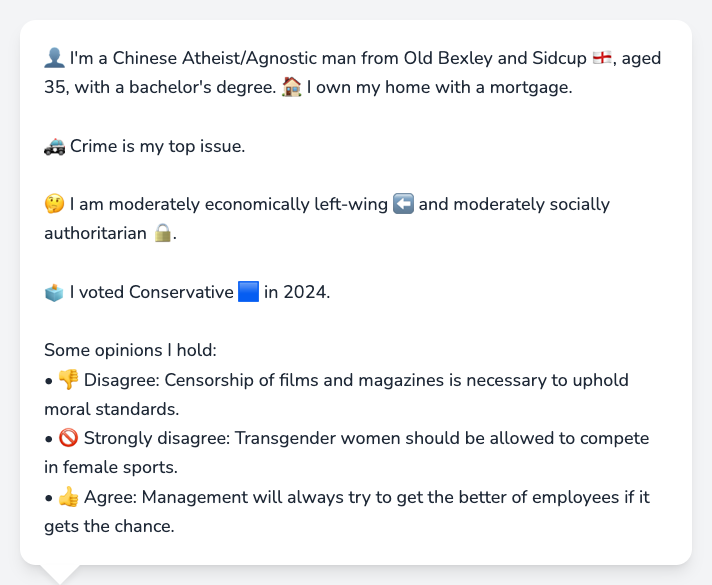 👤 I'm a Chinese Atheist/Agnostic man from Old Bexley and Sidcup 🏴󠁧󠁢󠁥󠁮󠁧󠁿, aged
35, with a bachelor's degree. 🏠 I own my home with a mortgage.
🚓 Crime is my top issue.
🤔 I am moderately economically left-wing ⬅️ and moderately socially
authoritarian 🔒.
🗳️ I voted Conservative 🟦 in 2024.
Some opinions I hold:
• 👎 Disagree: Censorship of films and magazines is necessary to uphold
moral standards.
• 🚫 Strongly disagree: Transgender women should be allowed to compete
in female sports.
• 👍 Agree: Management will always try to get the better of employees if it
gets the chance.